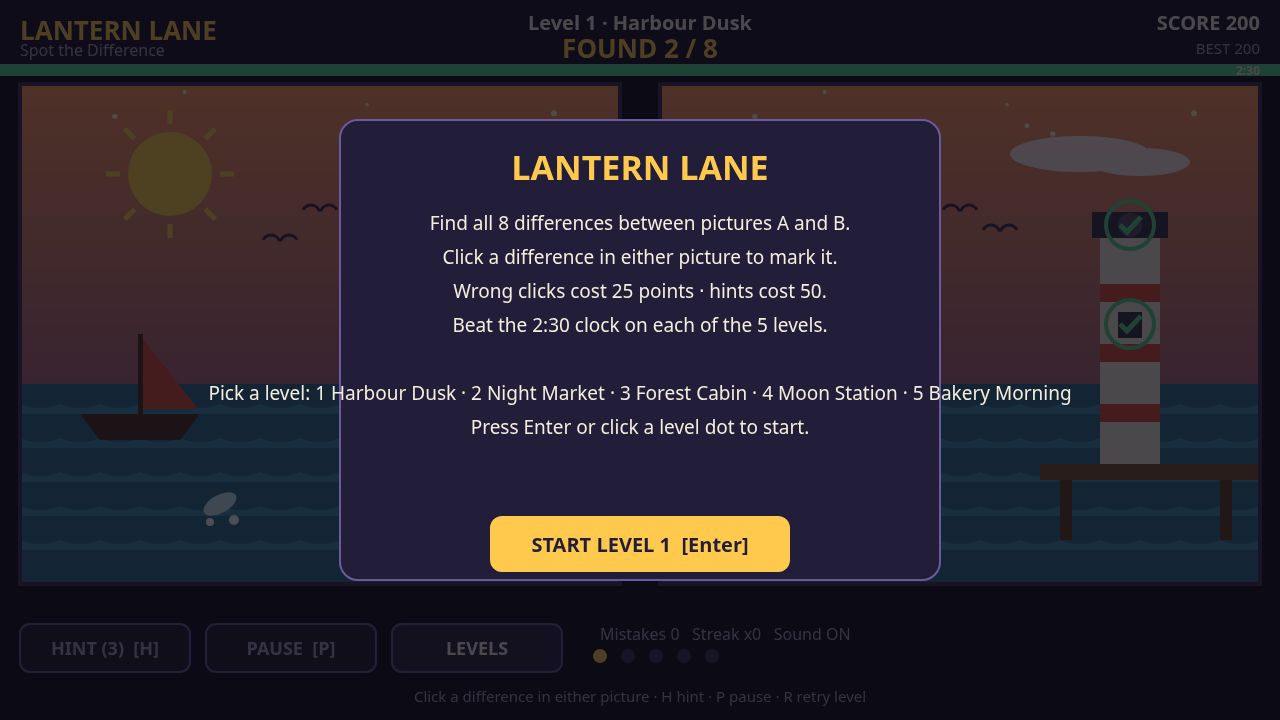 LANTERN LANE
Spot the Difference
Level 1 · Harbour Dusk
FOUND 2 / 8
SCORE 200
BEST 200
2:30
LANTERN LANE
Find all 8 differences between pictures A and B.
Click a difference in either picture to mark it.
Wrong clicks cost 25 points · hints cost 50.
Beat the 2:30 clock on each of the 5 levels.
Pick a level: 1 Harbour Dusk · 2 Night Market · 3 Forest Cabin · 4 Moon Station · 5 Bakery Morning
Press Enter or click a level dot to start.
START LEVEL 1 [Enter]
HINT (3) [H]
PAUSE [P]
LEVELS
Mistakes 0 Streak x0 Sound ON
Click a difference in either picture · H hint · P pause · R retry level